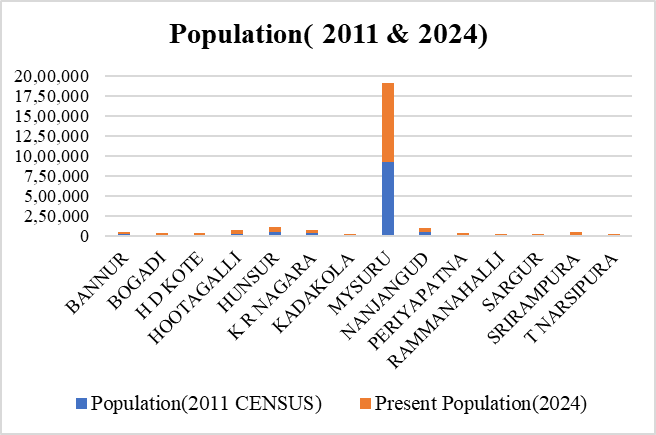 Population( 2011 & 2024)
20,00,000
17,50,000
15,00,000
12,50,000
10,00,000
7,50,000
5,00,000
2,50,000
0
BANNUR
BOGADI
H D KOTE
HOOTAGALLI
HUNSUR
K R NAGARA
KADAKOLA
MYSURU
NANJANGUD
PERIYAPATNA
RAMMANAHALLI
SARGUR
SRIRAMPURA
T NARSIPURA
Population(2011 CENSUS) Present Population(2024)